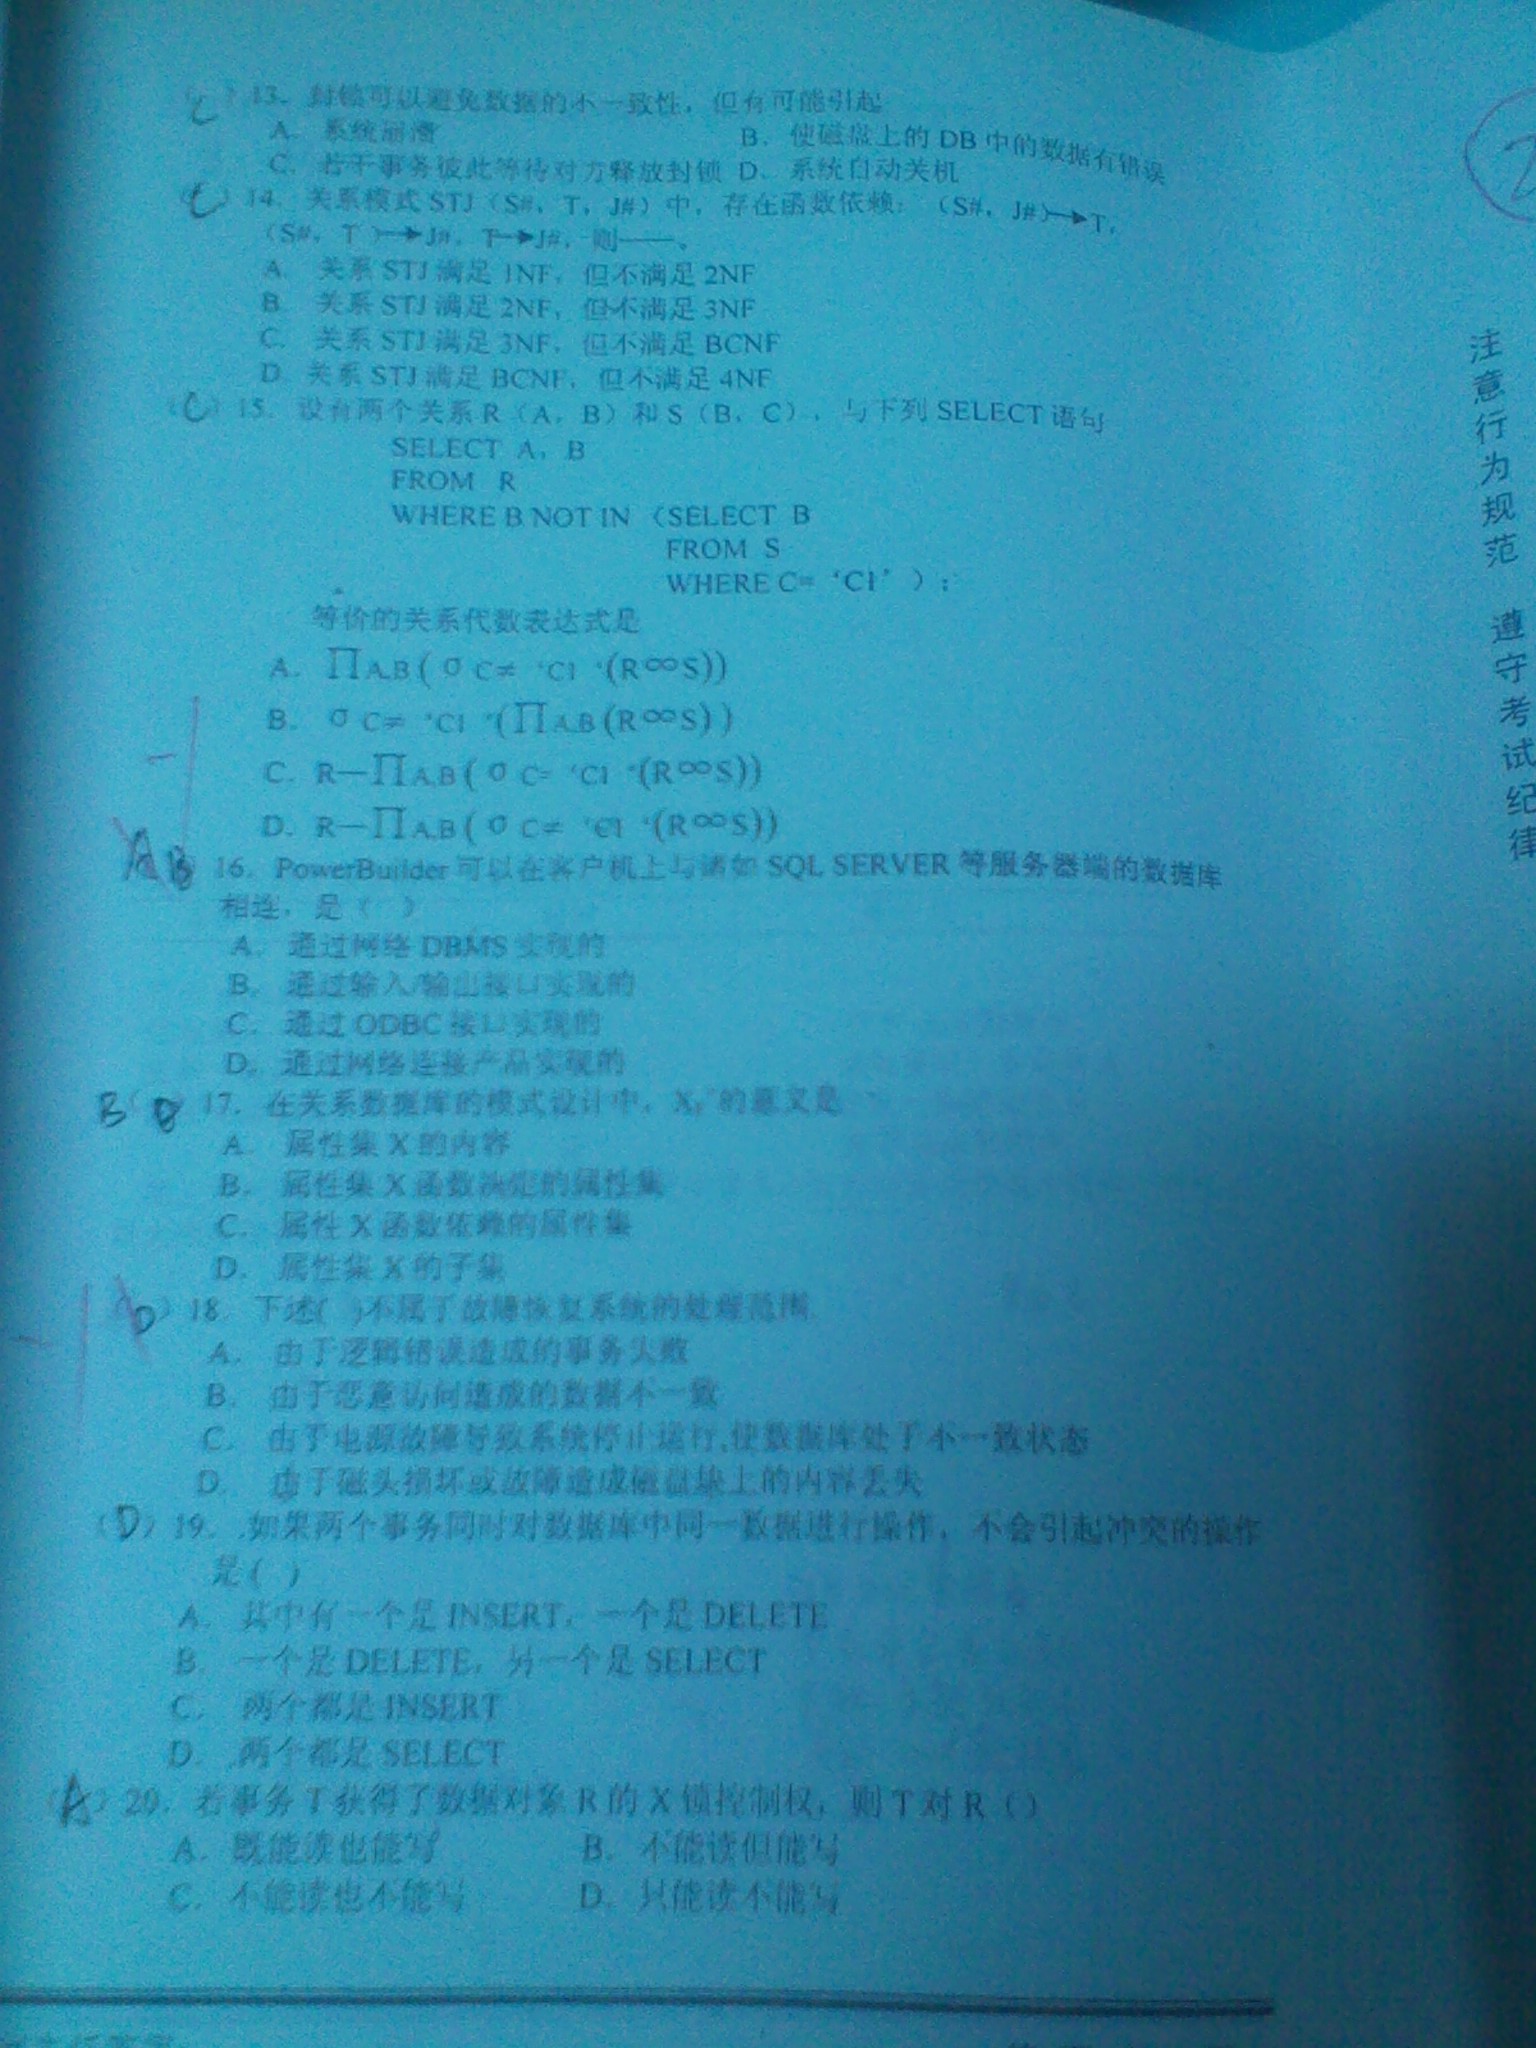 （C）13．封锁可以避免数据的不一致性，但有可能引起
A．系统崩溃 B．使磁盘上的 DB 中的数据有错误
C．若干事务彼此等待对方释放封锁 D．系统自动关机
（C）14．关系模式 STJ（S#，T，J#）中，存在函数依赖：（S#，J#）→T，
（S#，T）→J#，T→J#，则——。
A．关系 STJ 满足 1NF，但不满足 2NF
B．关系 STJ 满足 2NF，但不满足 3NF
C．关系 STJ 满足 3NF，但不满足 BCNF
D 关系 STJ 满足 BCNF，但不满足 4NF
（C）15．设有两个关系 R（A，B）和 S（B，C），与下列 SELECT 语句
SELECT A，B
FROM R
WHERE B NOT IN（SELECT B
FROM S
WHERE C=‘C1’）；
等价的关系代数表达式是
A．∏A,B(σ C≠‘C1‘(R∞S))
B．σ C≠‘C1’(∏A,B(R∞S))
C．R—∏A,B(σ C=‘C1‘(R∞S))
D．R—∏A,B(σ C≠‘C1‘(R∞S))
-1
A B 16．PowerBuilder 可以在客户机上与诸如 SQL SERVER 等服务器端的数据库
相连，是（ ）
A．通过网络 DBMS 实现的
B．通过输入/输出接口实现的
C．通过 ODBC 接口实现的
D．通过网络连接产品实现的
B 17．在关系数据库的模式设计中，的意义是
A．属性集 X 的内容
B．属性集 X 函数决定的属性集
C．属性 X 函数依赖的属性集
D．属性集 X 的子集
-1
（D）18．下述( )不属于故障恢复系统的处理范围.
A．由于逻辑错误造成的事务失败
B．由于恶意访问造成的数据不一致
C．由于电源故障导致系统停止运行,使数据库处于不一致状态
D．由于磁头损坏或故障造成磁盘块上的内容丢失
（D）19．如果两个事务同时对数据库中同一数据进行操作，不会引起冲突的操作
是( )
A．其中有一个是 INSERT，一个是 DELETE
B．一个是 DELETE，另一个是 SELECT
C．两个都是 INSERT
D．两个都是 SELECT
（A）20．若事务 T 获得了数据对象 R 的 X 锁控制权，则 T 对 R（）
A．既能读也能写 B．不能读但能写
C．不能读也不能写 D．只能读不能写
注意行为规范 遵守考试纪律